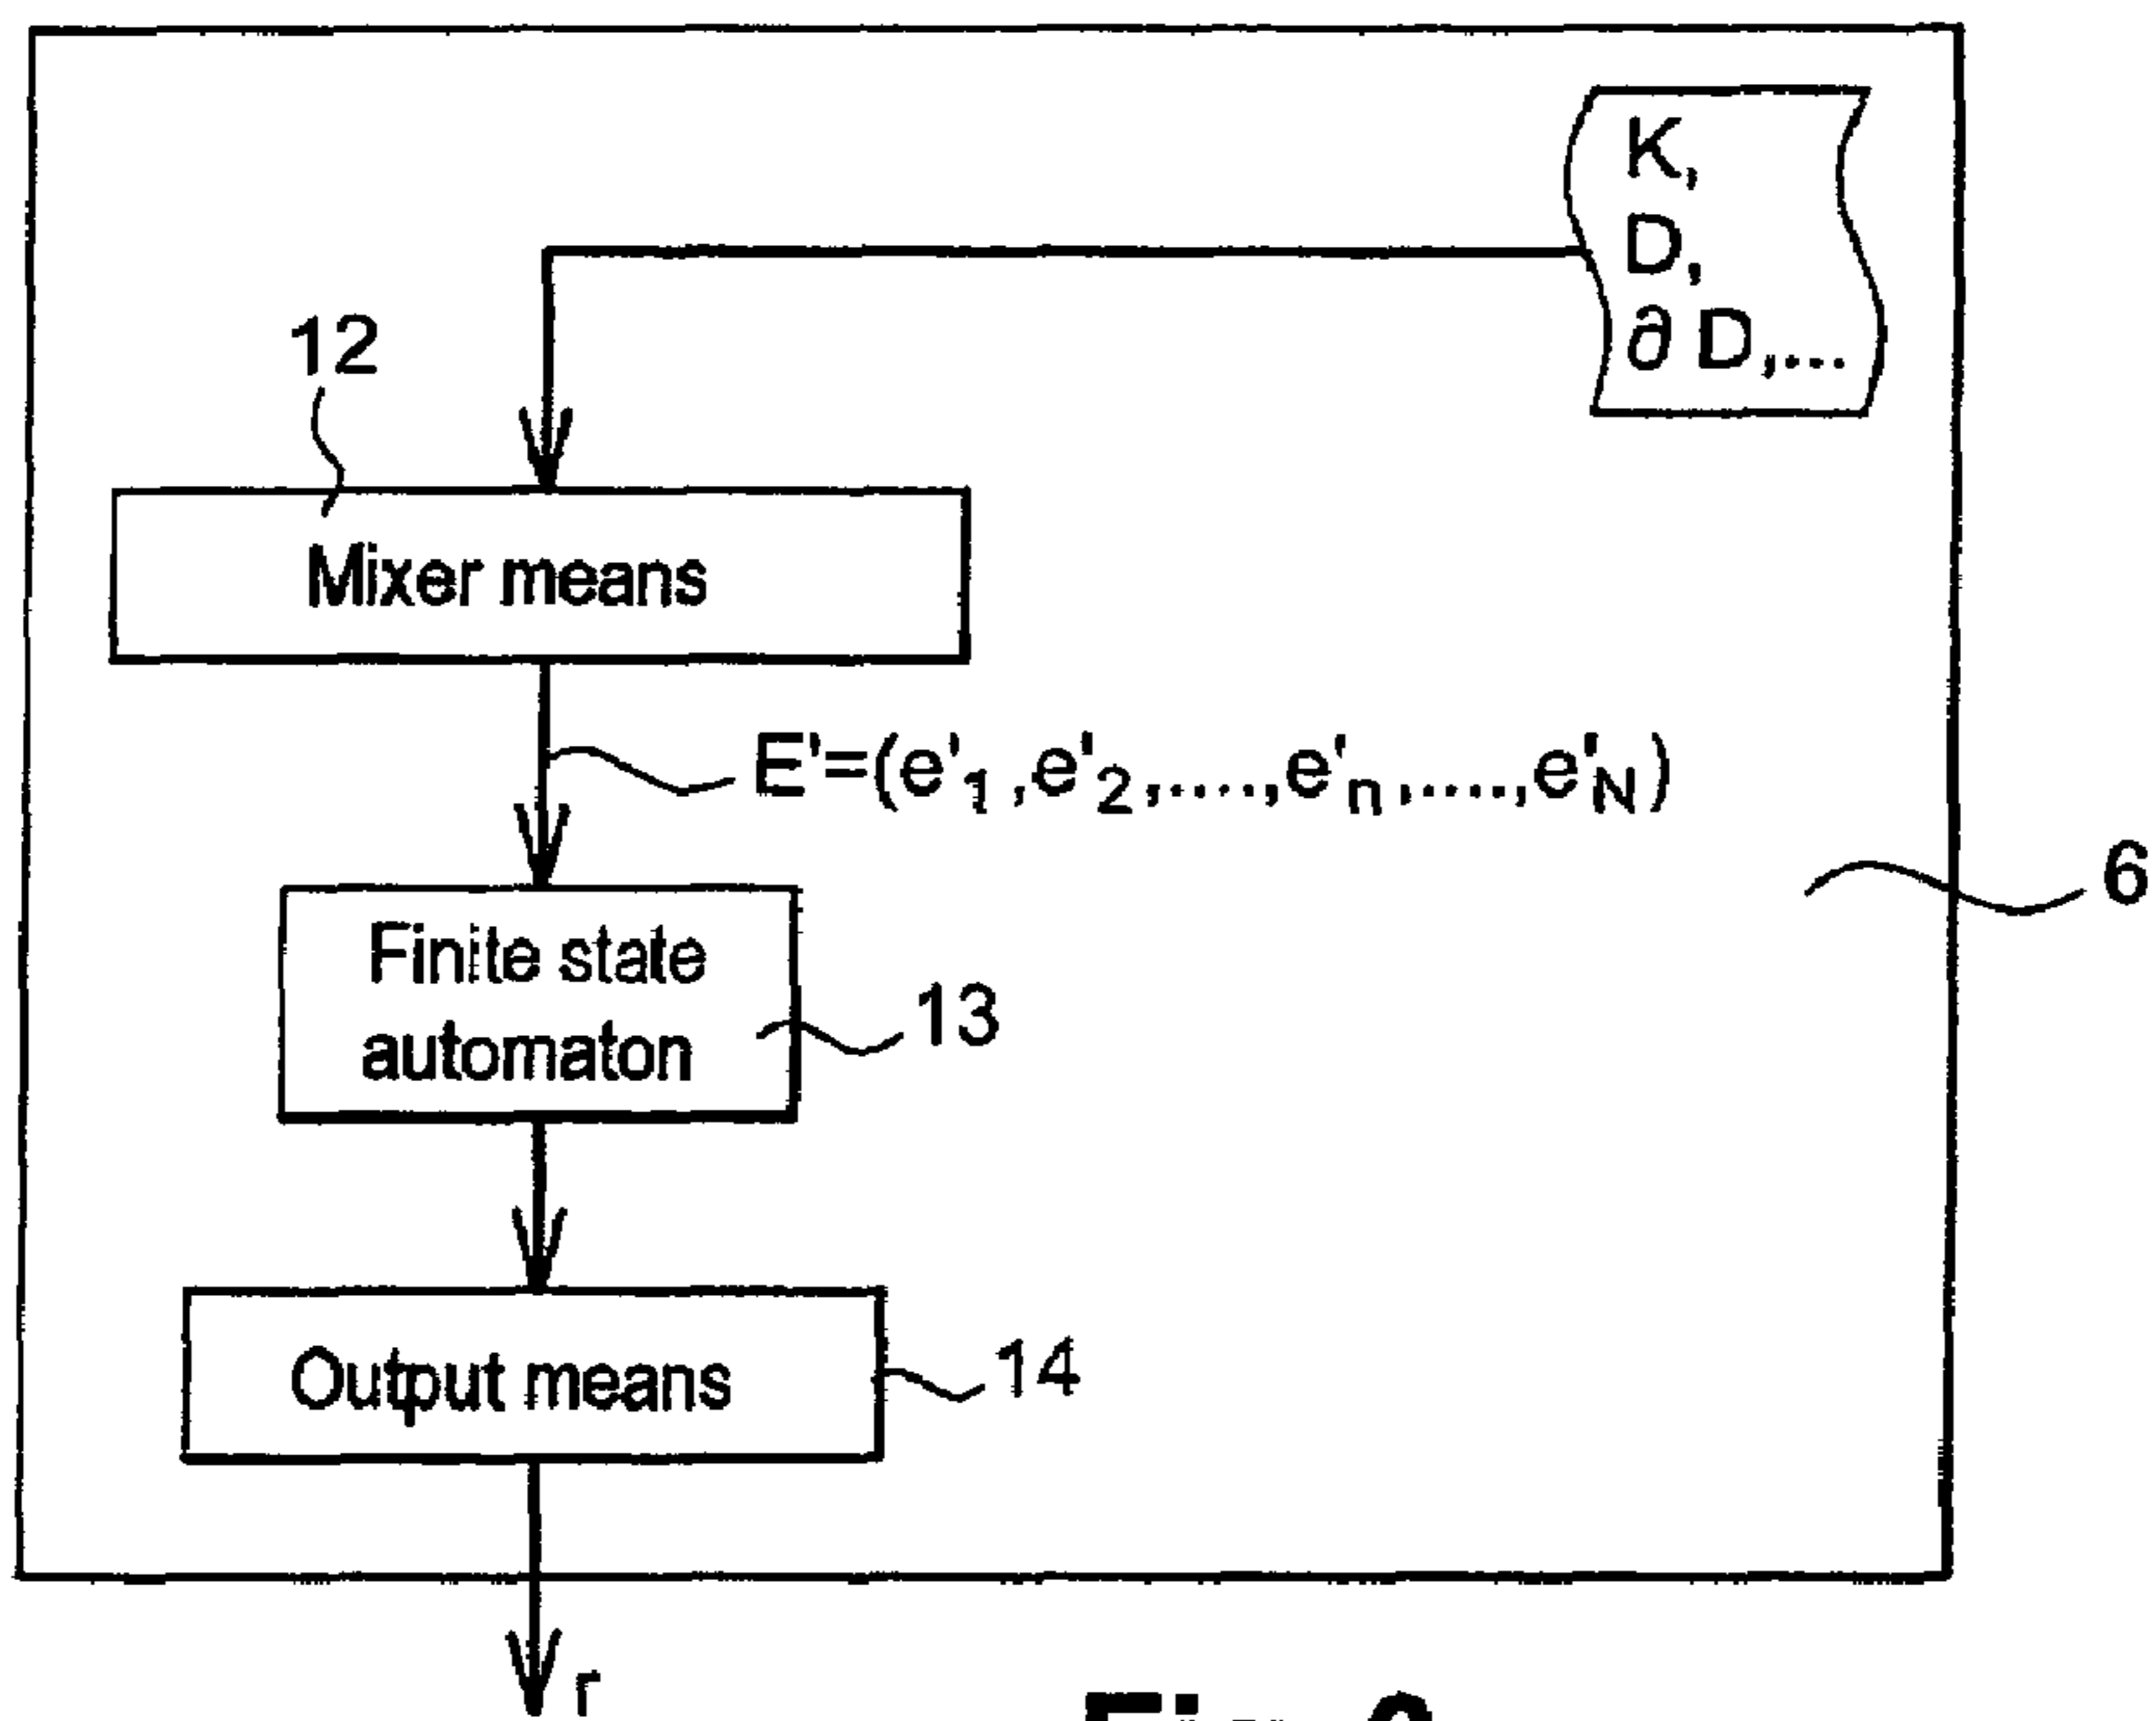 K,
D,
∂ D,...
12
Mixer means
E'=(e'1,e'2,....,e'n,....,e'N)
6
Finite state
automaton
13
Output means
14
r